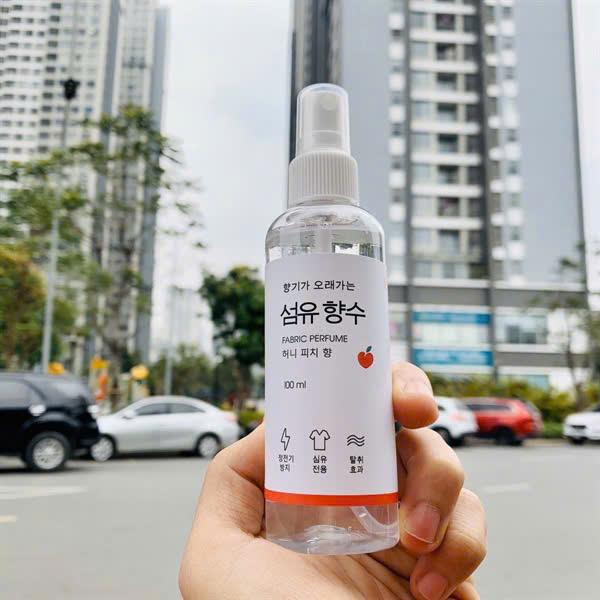 향기가 오래가는
섬유 향수
FABRIC PERFUME
허니 피치 향
100 ml
정전기
방지
심유
전용
탈취
효과